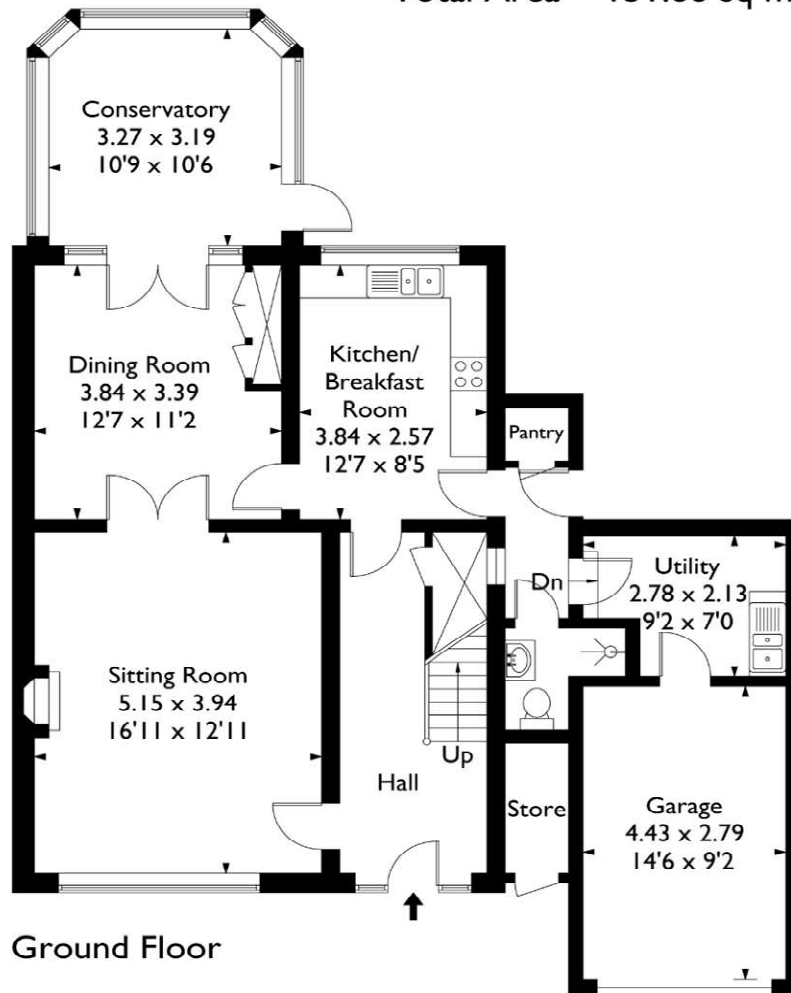 Conservatory
3.27 x 3.19
10'9 x 10'6
Dining Room
3.84 x 3.39
12'7 x 11'2
Kitchen/
Breakfast
Room
3.84 x 2.57
12'7 x 8'5
Pantry
Utility
2.78 x 2.13
9'2 x 7'0
Dn
Sitting Room
5.15 x 3.94
16'11 x 12'11
Up
Hall
Store
Garage
4.43 x 2.79
14'6 x 9'2
Ground Floor